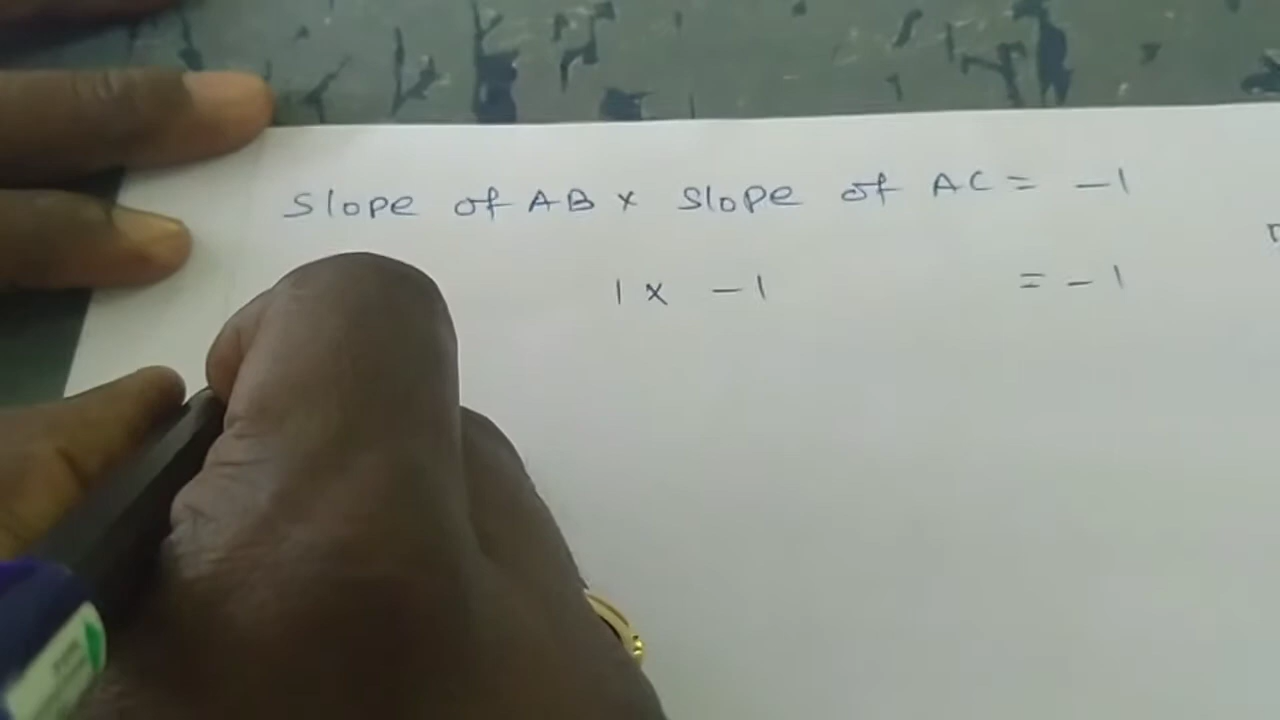 Slope of AB × Slope of AC = -1
1 × -1 = -1